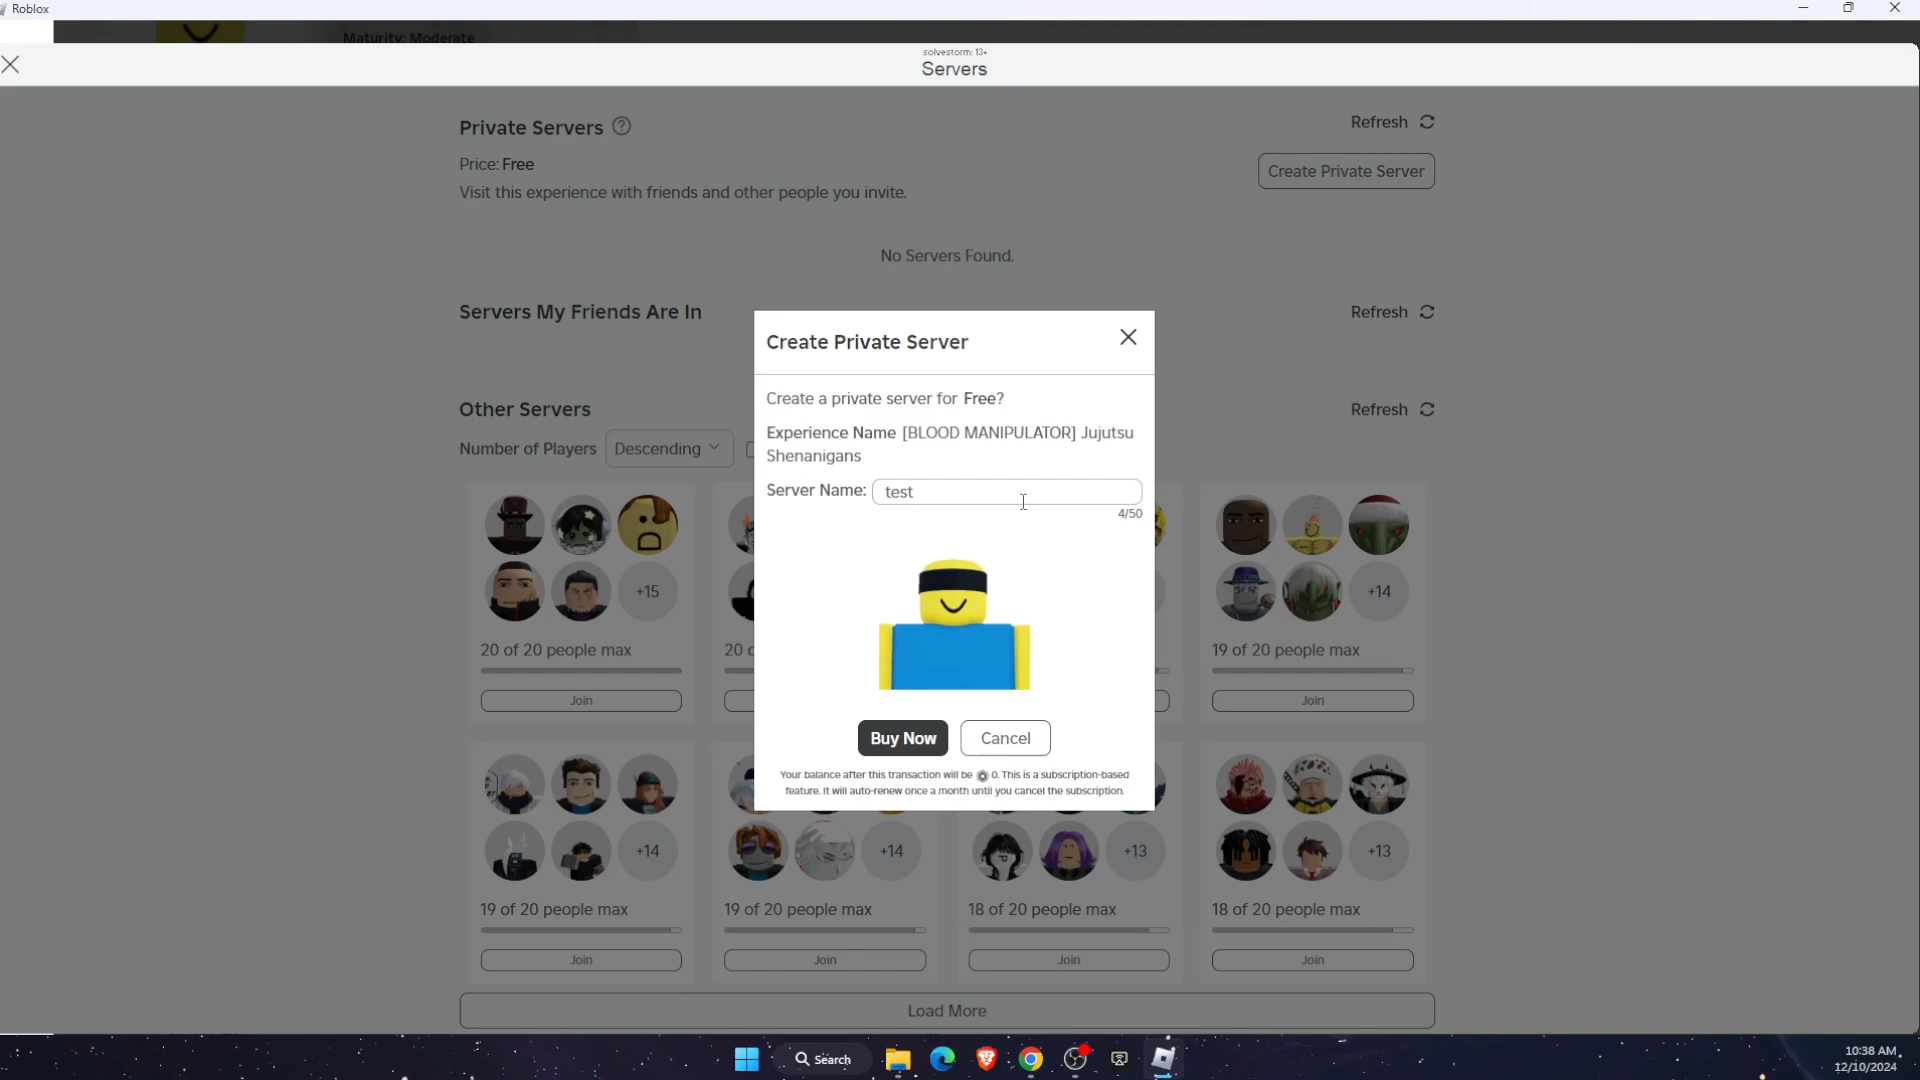 Roblox
Maturity: Moderate
solvestorm: 13+
Servers
Private Servers
Refresh
Price: Free
Create Private Server
Visit this experience with friends and other people you invite.
No Servers Found.
Servers My Friends Are In
Refresh
Create Private Server
Create a private server for Free?
Experience Name [BLOOD MANIPULATOR] Jujutsu
Shenanigans
Server Name: test
4/50
Buy Now
Cancel
Your balance after this transaction will be 0. This is a subscription-based
feature. It will auto-renew once a month until you cancel the subscription.
Other Servers
Refresh
Number of Players
Descending
+15
+14
20 of 20 people max
20 o
19 of 20 people max
Join
Join
+14
+14
+13
+13
19 of 20 people max
19 of 20 people max
18 of 20 people max
18 of 20 people max
Join
Join
Join
Join
Load More
Search
10:38 AM
12/10/2024